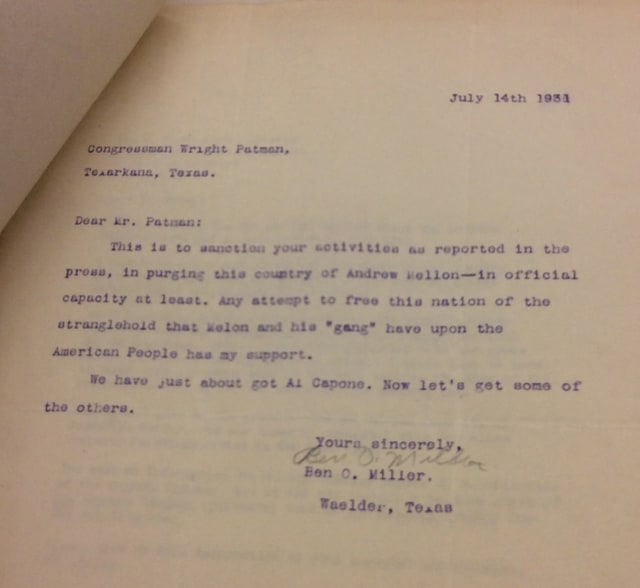 July 14th 1931
Congressman Wright Patman,
Texarkana, Texas.
Dear Mr. Patman:
This is to sanction your activities as reported in the
press, in purging this country of Andrew Mellon—in official
capacity at least. Any attempt to free this nation of the
stranglehold that Melon and his "gang" have upon the
American People has my support.
We have just about got Al Capone. Now let's get some of
the others.
Yours sincerely,
Ben O. Miller
Ben O. Miller.
Waelder, Texas